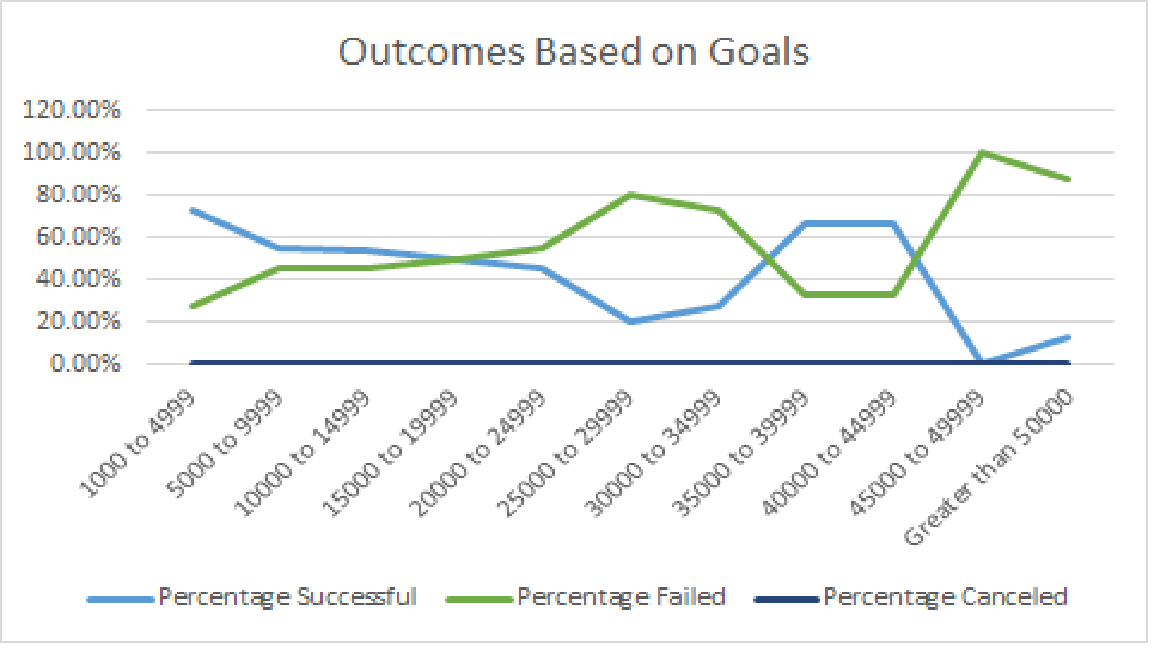 Outcomes Based on Goals
120.00%
100.00%
80.00%
60.00%
40.00%
20.00%
0.00%
1000 to 4999
5000 to 9999
10000 to 14999
15000 to 19999
20000 to 24999
25000 to 29999
30000 to 34999
35000 to 39999
40000 to 44999
45000 to 49999
Greater than 50000
Percentage Successful
Percentage Failed
Percentage Canceled